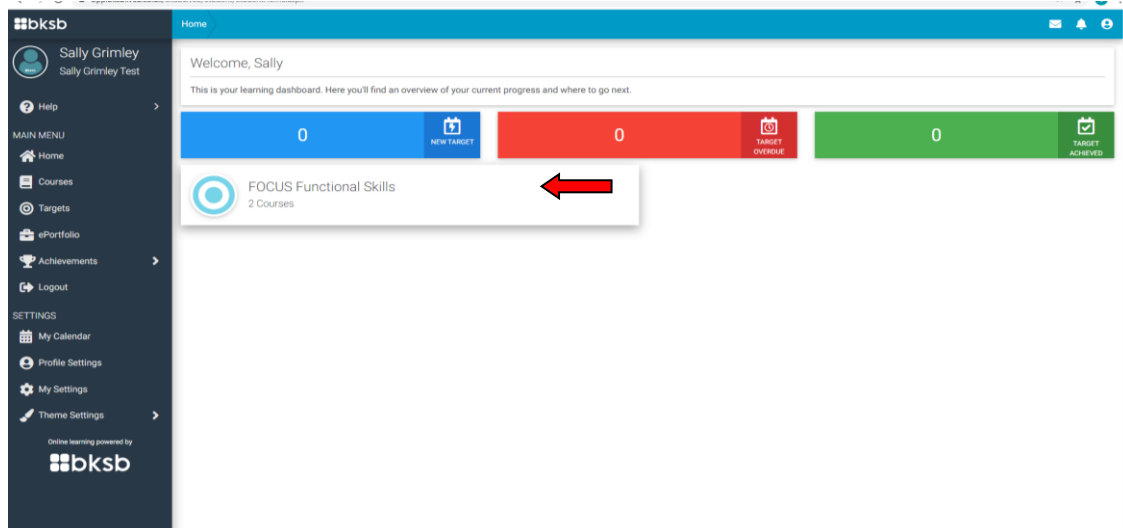 bksb
Home
Sally Grimley
Sally Grimley Test
Help
MAIN MENU
Home
Courses
Targets
ePortfolio
Achievements
Logout
SETTINGS
My Calendar
Profile Settings
My Settings
Theme Settings
Online learning powered by
bksb
Welcome, Sally
This is your learning dashboard. Here you'll find an overview of your current progress and where to go next.
0
NEW TARGET
0
TARGET
OVERDUE
0
TARGET
ACHIEVED
FOCUS Functional Skills
2 Courses